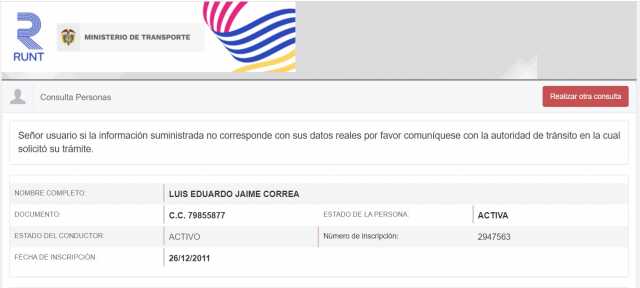 RUNT
MINISTERIO DE TRANSPORTE
Consulta Personas
Realizar otra consulta
Señor usuario si la información suministrada no corresponde con sus datos reales por favor comuníquese con la autoridad de tránsito en la cual
solicitó su trámite.
NOMBRE COMPLETO: LUIS EDUARDO JAIME CORREA
DOCUMENTO: C.C. 79855877 ESTADO DE LA PERSONA: ACTIVA
ESTADO DEL CONDUCTOR: ACTIVO Número de inscripción: 2947563
FECHA DE INSCRIPCIÓN 26/12/2011